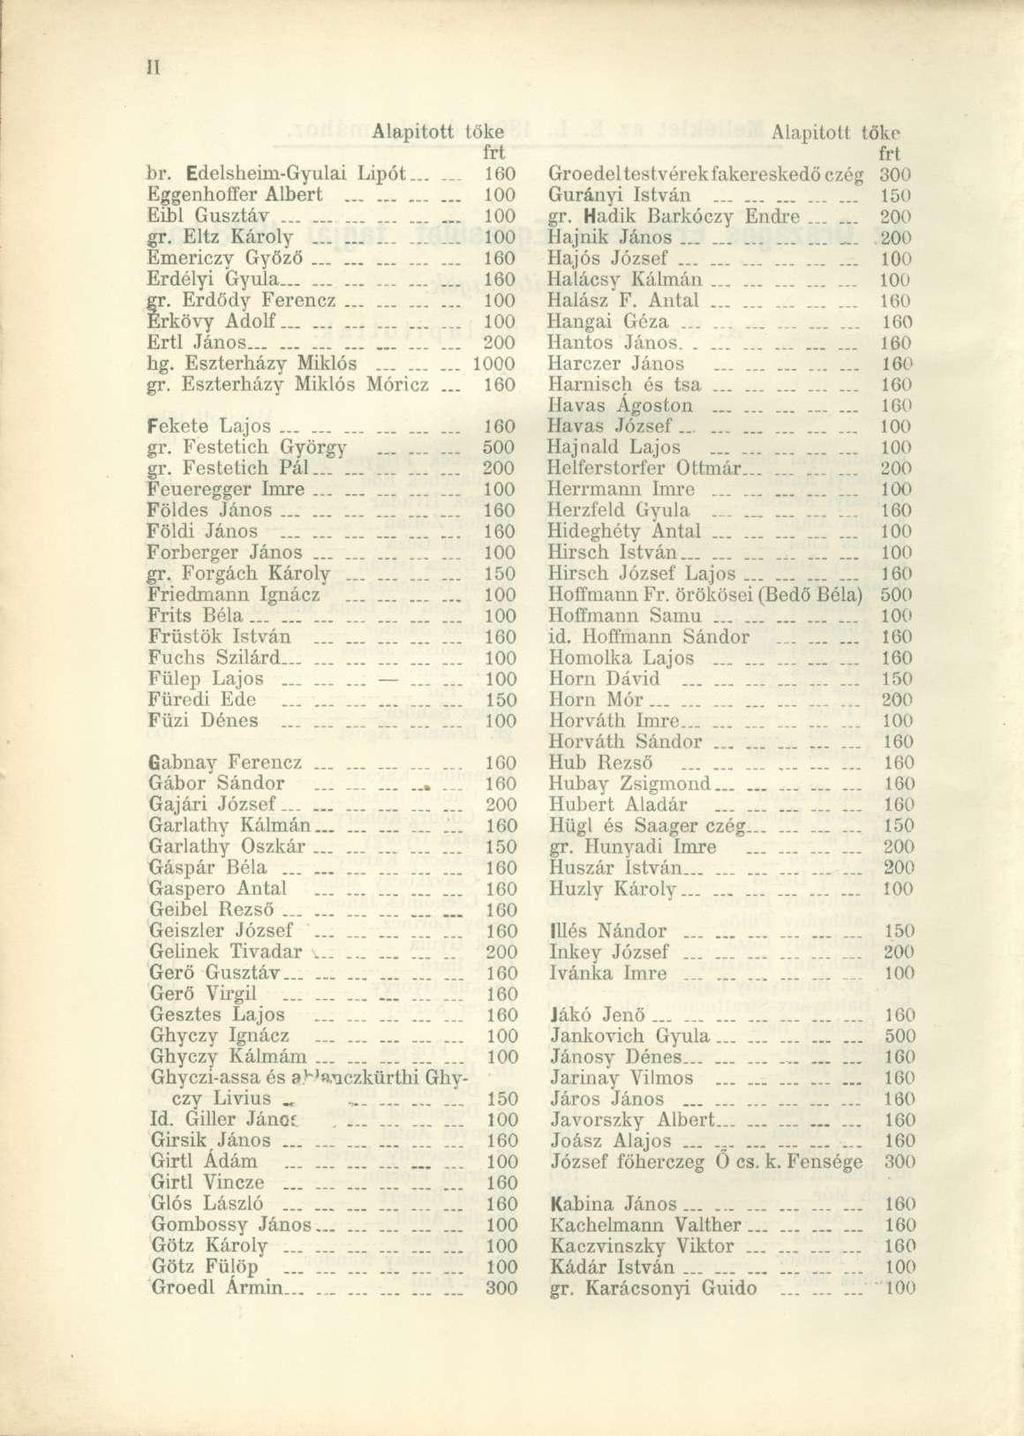 II
Alapitott tőke
frt
br. Edelsheim-Gyulai Lipót 160
Eggenhoffer Albert 100
Eibl Gusztáv 100
gr. Eltz Károly 100
Emericzy Győző 160
Erdélyi Gyula 160
gr. Erdődy Ferencz 100
Erkövy Adolf 100
Ertl János 200
hg. Eszterházy Miklós 1000
gr. Eszterházy Miklós Móricz 160
Fekete Lajos 160
gr. Festetich György 500
gr. Festetich Pál 200
Feueregger Imre 100
Földes János 160
Földi János 160
Forberger János 100
gr. Forgách Károly 150
Friedmann Ignácz 100
Frits Béla 100
Früstök István 160
Fuchs Szilárd 100
Fülep Lajos — 100
Füredi Ede 150
Füzi Dénes 100
Gabnay Ferencz 160
Gábor Sándor 160
Gajári József 200
Garlathy Kálmán 160
Garlathy Oszkár 150
Gáspár Béla 160
Gaspero Antal 160
Geibel Rezső 160
Geiszler József 160
Gelinek Tivadar 200
Gerő Gusztáv 160
Gerő Virgil 160
Gesztes Lajos 160
Ghyczy Ignácz 100
Ghyczy Kálmám 100
Ghyczi-assa és Ghy-
czy Livius 150
Id. Giller János 100
Girsik János 160
Girtl Ádám 100
Girtl Vincze 160
Glós László 160
Gombossy János 100
Götz Károly 100
Götz Fülöp 100
Groedl Ármin 300
Alapitott tőke
frt
Groedel testvérek fakereskedő czég 300
Gurányi István 150
gr. Hadik Barkóczy Endre 200
Hajnik János 200
Hajós József 100
Halácsy Kálmán 100
Halász F. Antal 160
Hangai Géza 160
Hantos János 160
Harczer János 160
Harnisch és tsa 160
Havas Ágoston 160
Havas József 100
Hajnald Lajos 100
Helferstorfer Ottmár 200
Herrmann Imre 100
Herzfeld Gyula 160
Hideghéty Antal 100
Hirsch István 100
Hirsch József Lajos 160
Hoffmann Fr. örökösei (Bedő Béla) 500
Hoffmann Samu 100
id. Hoffmann Sándor 160
Homolka Lajos 160
Horn Dávid 150
Horn Mór 200
Horváth Imre 100
Horváth Sándor 160
Hub Rezső 160
Hubay Zsigmond 160
Hubert Aladár 160
Hügl és Saager czég 150
gr. Hunyadi Imre 200
Huszár István 200
Huzly Károly 100
Illés Nándor 150
Inkey József 200
Ivánka Imre 100
Jákó Jenő 160
Jankovich Gyula 500
Jánosy Dénes 160
Jarinay Vilmos 160
Járos János 160
Javorszky Albert 160
Joász Alajos 160
József főherczeg Ő cs. k. Fensége 300
Kabina János 160
Kachelmann Valther 160
Kaczvinszky Viktor 160
Kádár István 100
gr. Karácsonyi Guido 100